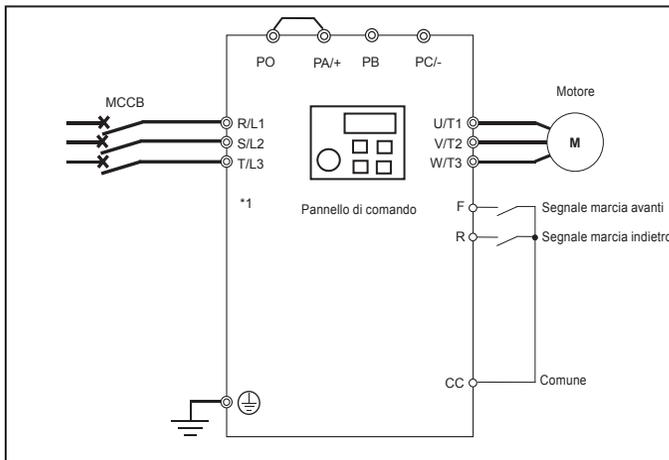 PO PA/+ PB PC/-
MCCB
Motore
R/L1
S/L2
T/L3
U/T1
V/T2
W/T3
M
*1
Pannello di comando
F
Segnale marcia avanti
R
Segnale marcia indietro
CC
Comune